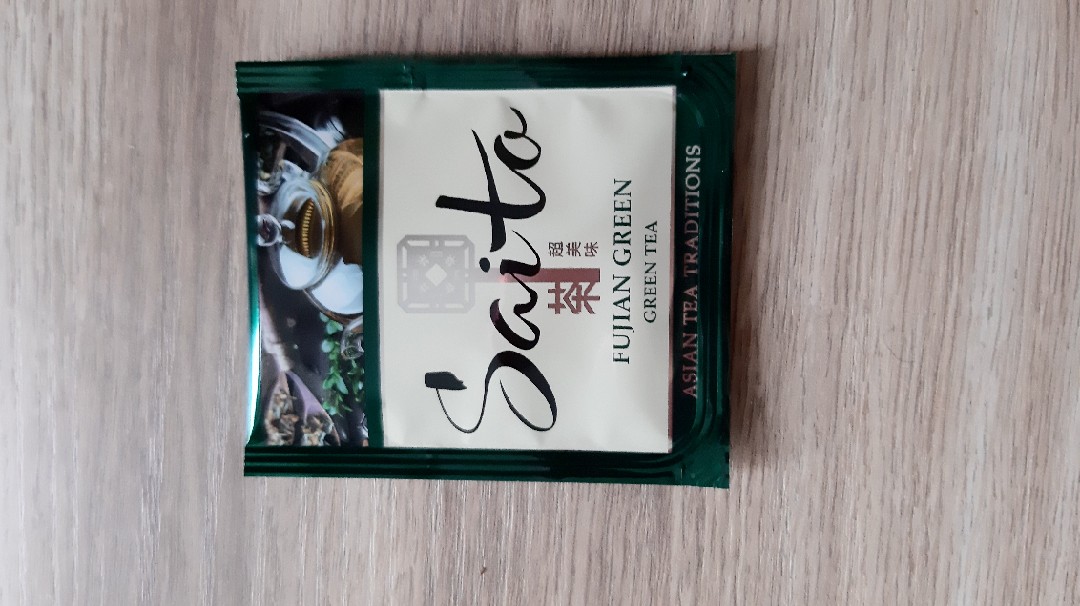 Saito
茶
超美味
FUJIAN GREEN
GREEN TEA
ASIAN TEA TRADITIONS